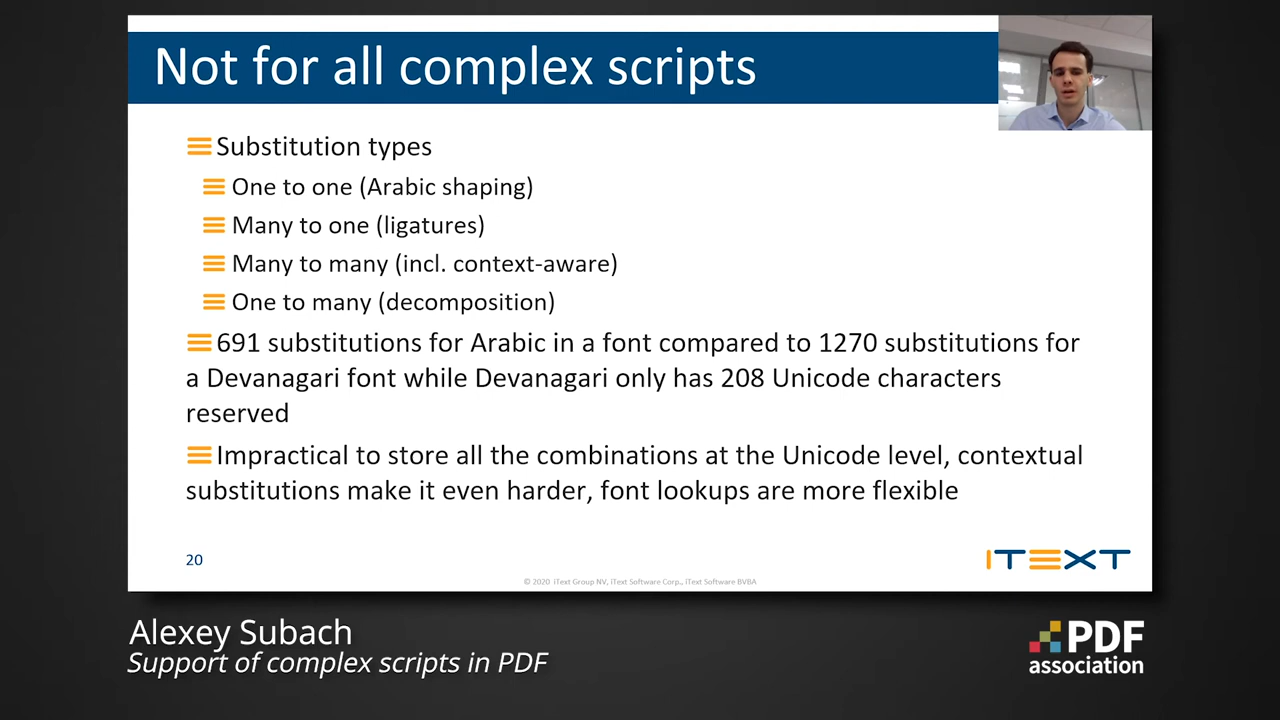 Not for all complex scripts
Substitution types
One to one (Arabic shaping)
Many to one (ligatures)
Many to many (incl. context-aware)
One to many (decomposition)
691 substitutions for Arabic in a font compared to 1270 substitutions for
a Devanagari font while Devanagari only has 208 Unicode characters
reserved
Impractical to store all the combinations at the Unicode level, contextual
substitutions make it even harder, font lookups are more flexible
20
ITEXT
© 2020 iText Group NV, iText Software Corp., iText Software BVBA
Alexey Subach
Support of complex scripts in PDF
PDF
association